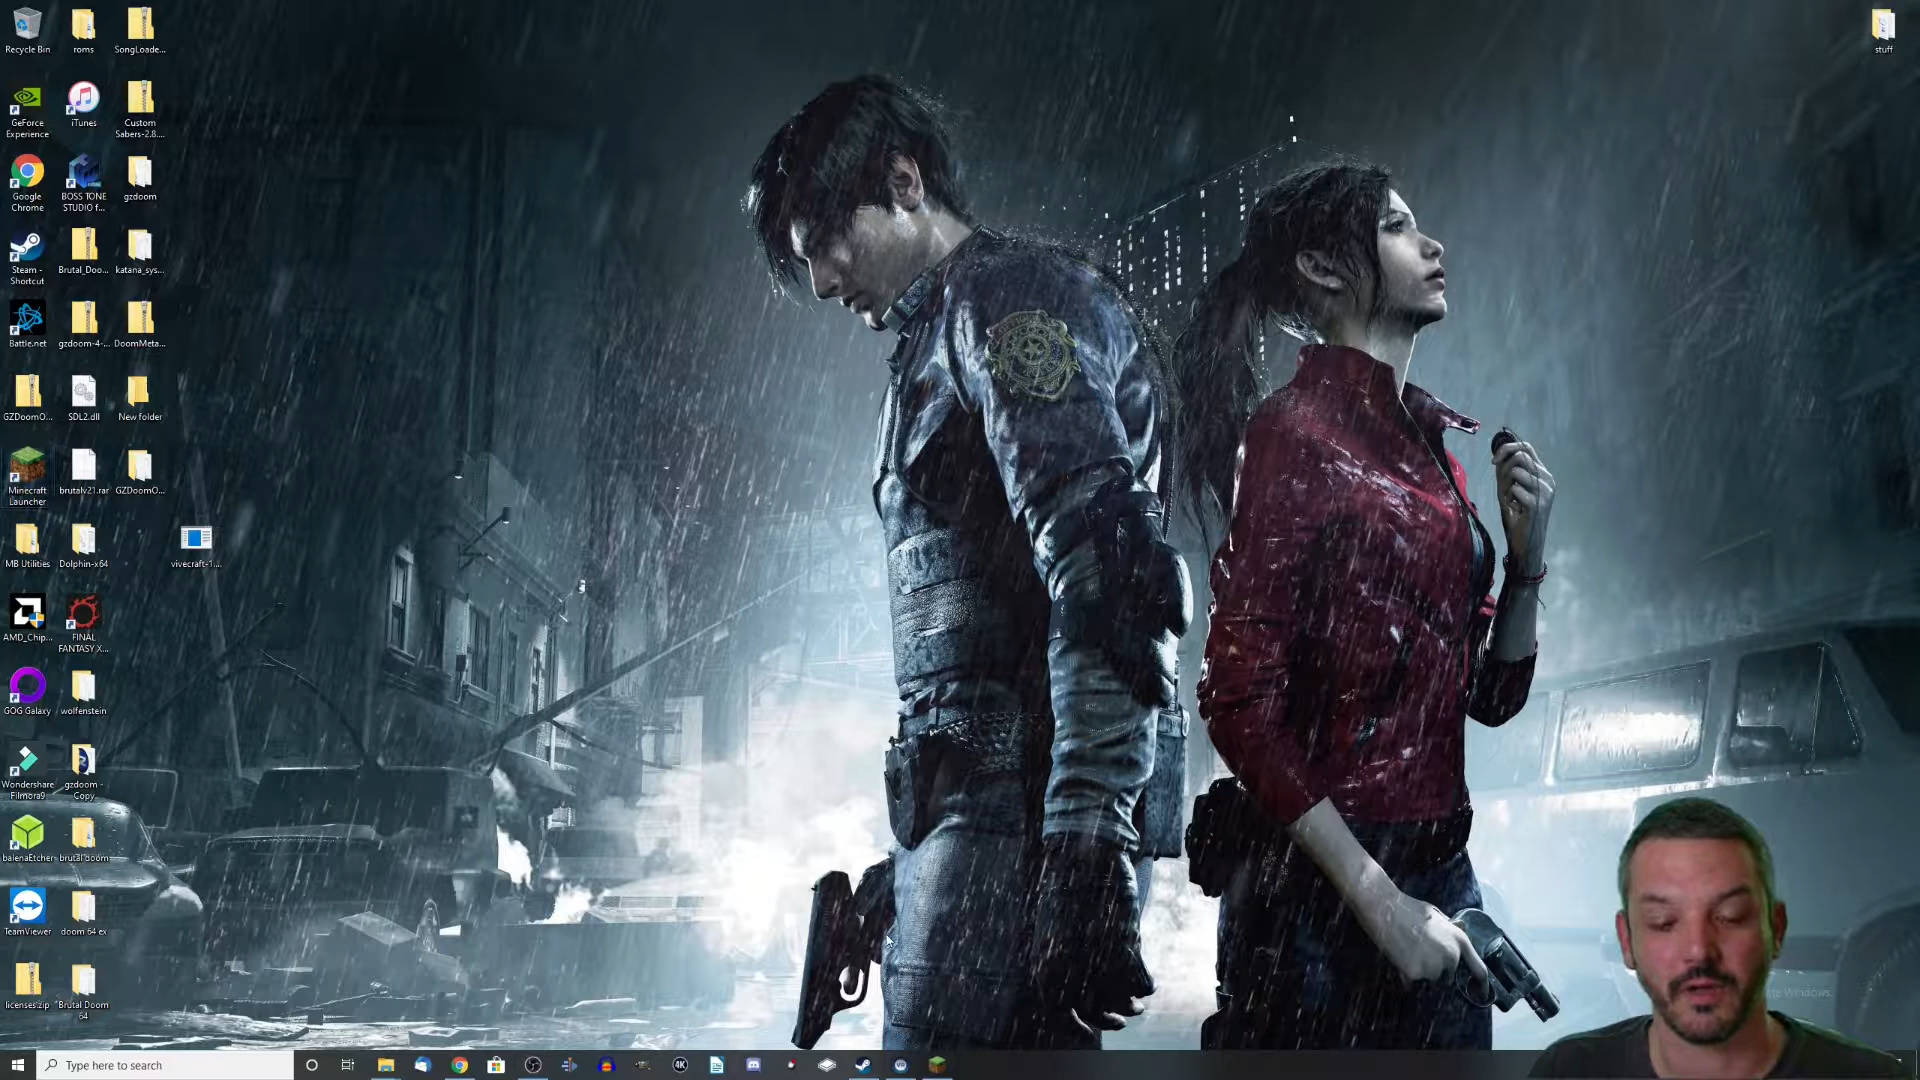 Recycle Bin
roms
SongLoade...
stuff
GeForce
Experience
iTunes
Custom
Sabers-2.8....
Google
Chrome
BOSS TONE
STUDIO f...
gzdoom
Steam -
Shortcut
Brutal_Doo...
katana_sys...
Battle.net
gzdoom-4-...
DoomMeta...
GZDoomO...
SDL2.dll
New folder
Minecraft
Launcher
brutalv21.rar
GZDoomO...
MB Utilities
Dolphin-x64
vivecraft-1....
AMD_Chip...
FINAL
FANTASY X...
GOG Galaxy
wolfenstein
Wondershare
Filmora9
gzdoom -
Copy
balenaEtcher
brutal doom
TeamViewer
doom 64 ex
licenses.zip
"Brutal Doom
64
Windows.
Type here to search
4K